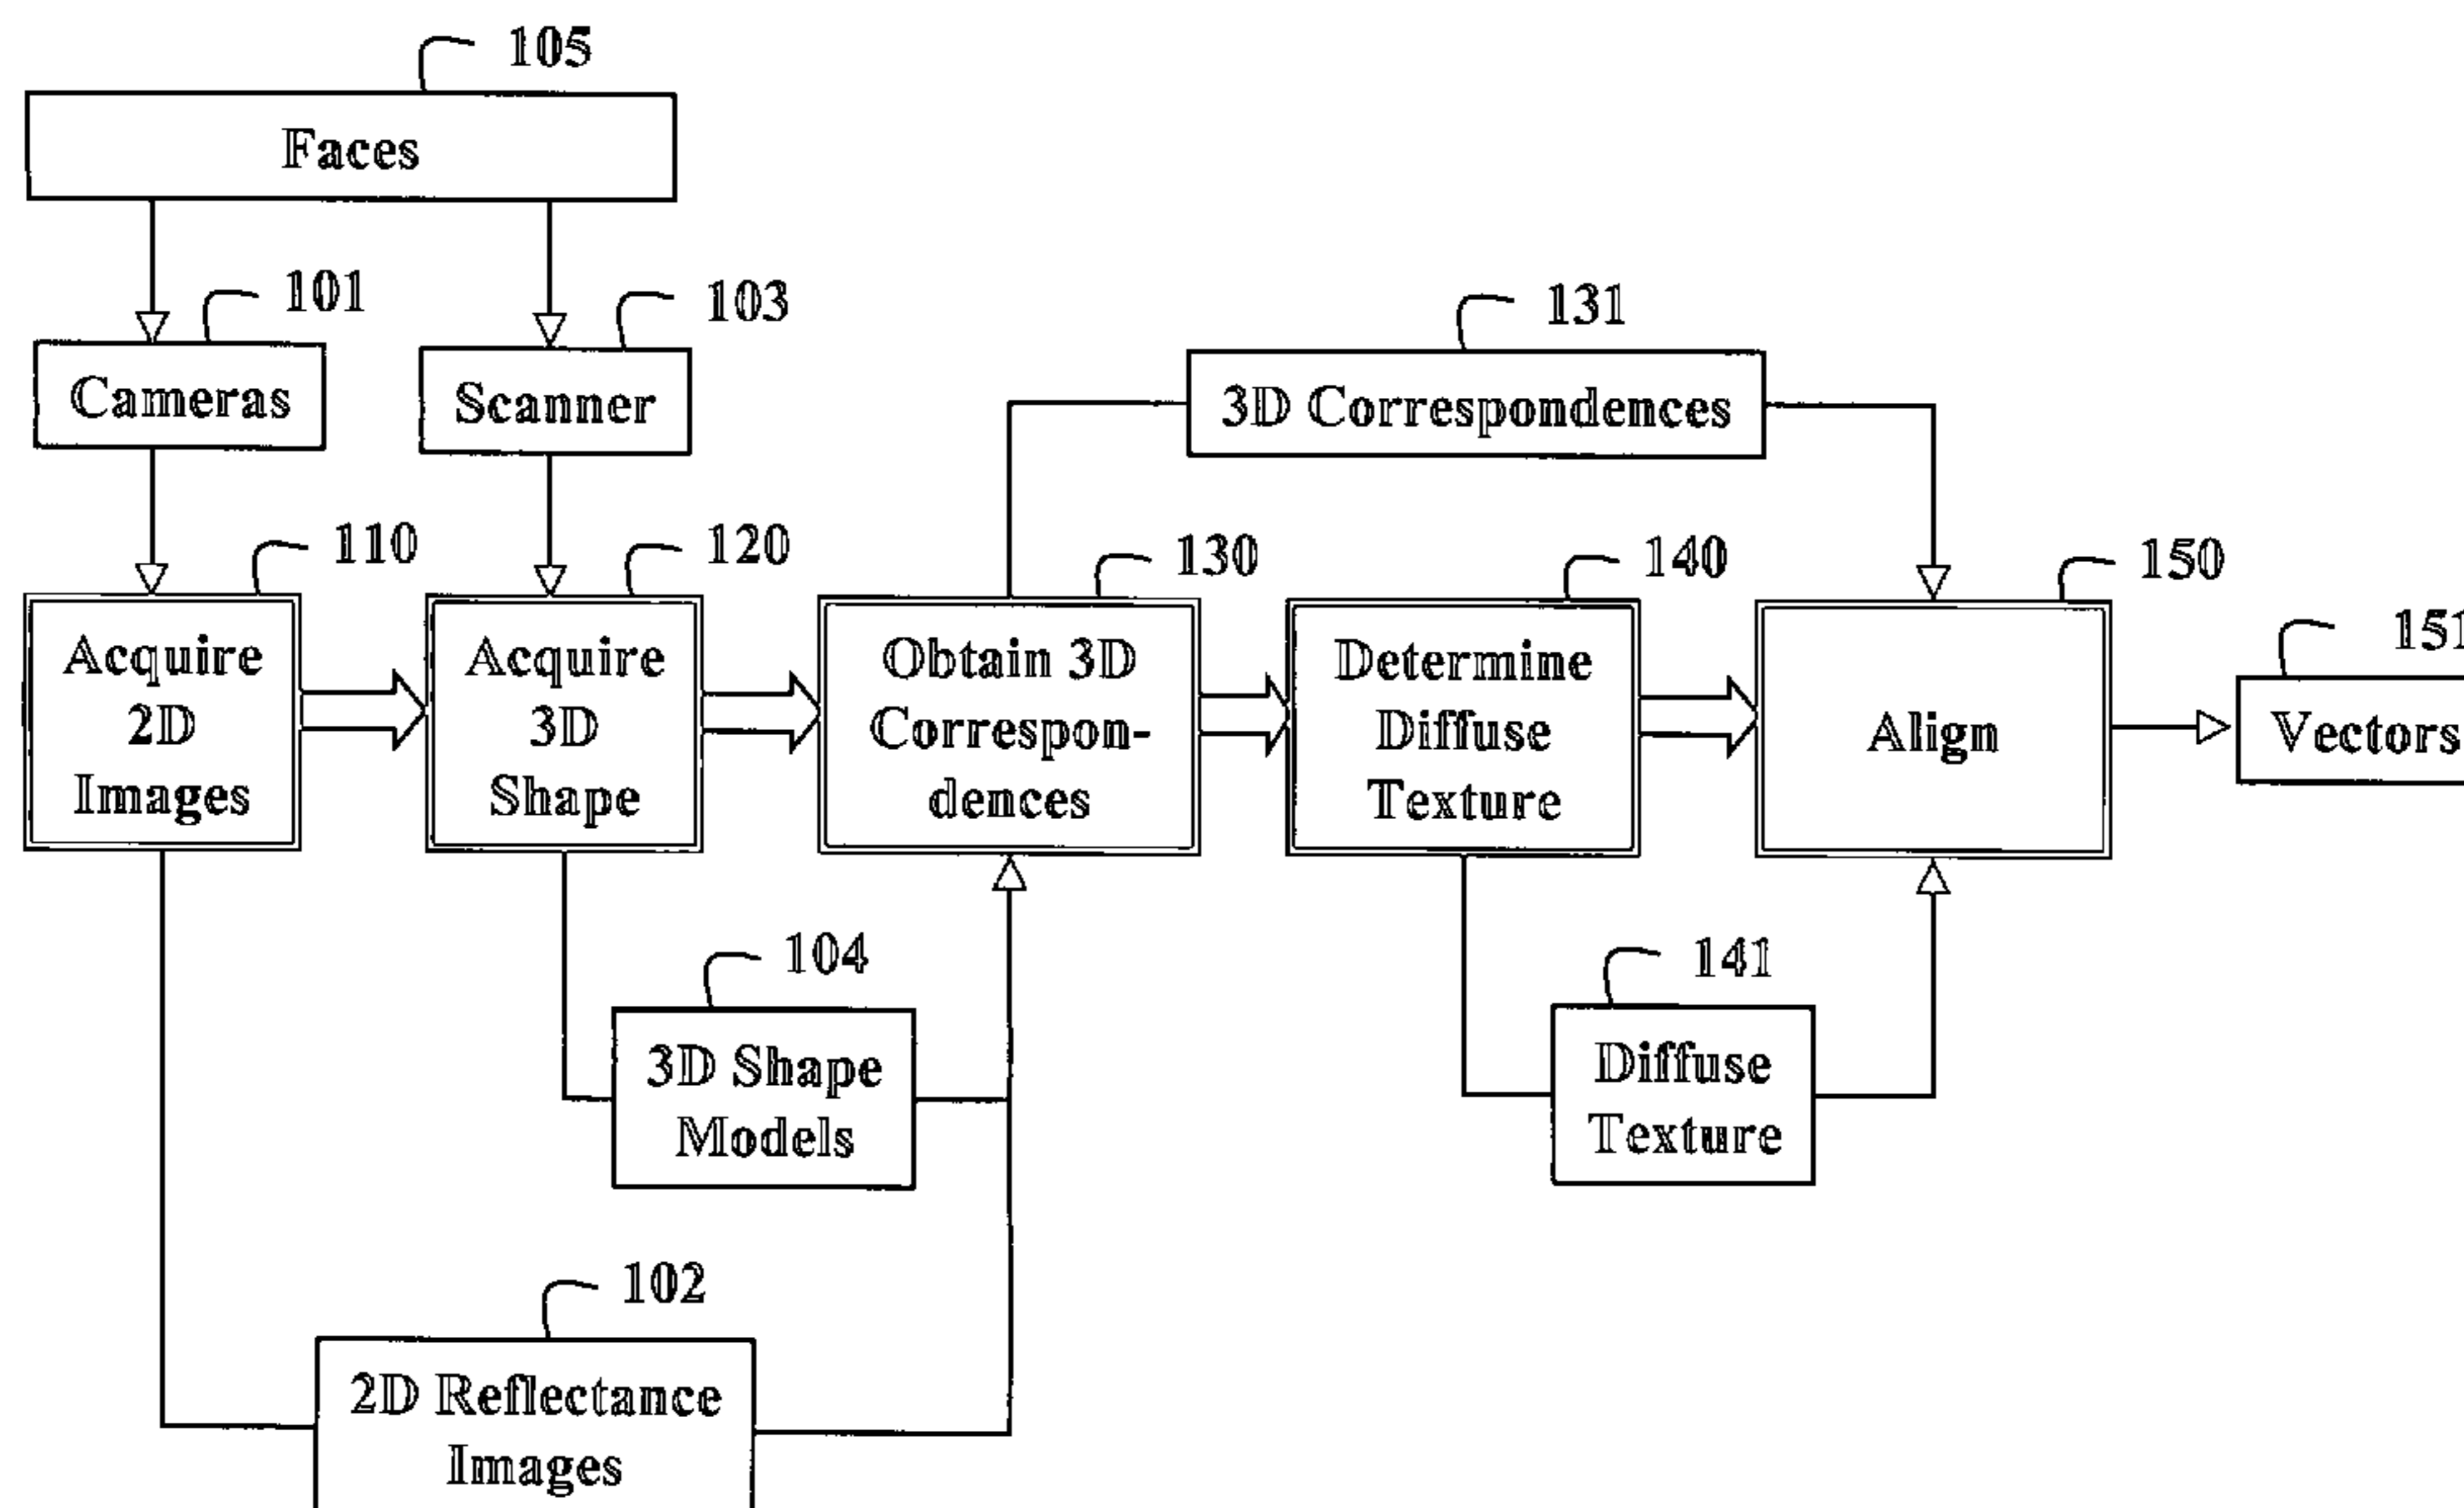 105
Faces
101
103
Cameras
Scanner
131
3D Correspondences
110
120
130
140
150
151
Acquire
2D
Images
Acquire
3D
Shape
Obtain 3D
Correspon-
dences
Determine
Diffuse
Texture
Align
Vectors
104
3D Shape
Models
141
Diffuse
Texture
102
2D Reflectance
Images